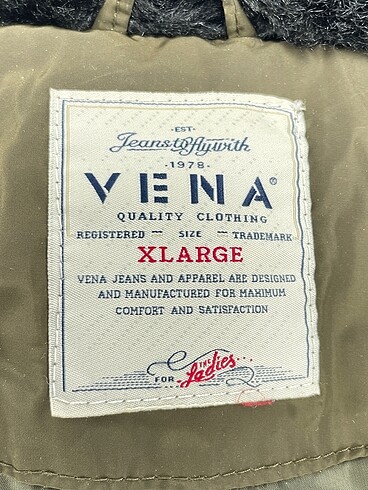 -EST-
Jeans to fly with
-1978-
VENA®
QUALITY CLOTHING
REGISTERED — SIZE — TRADEMARK
XLARGE
VENA JEANS AND APPAREL ARE DESIGNED
AND MANUFACTURED FOR MAXIMUM
COMFORT AND SATISFACTION
FOR THE Ladies